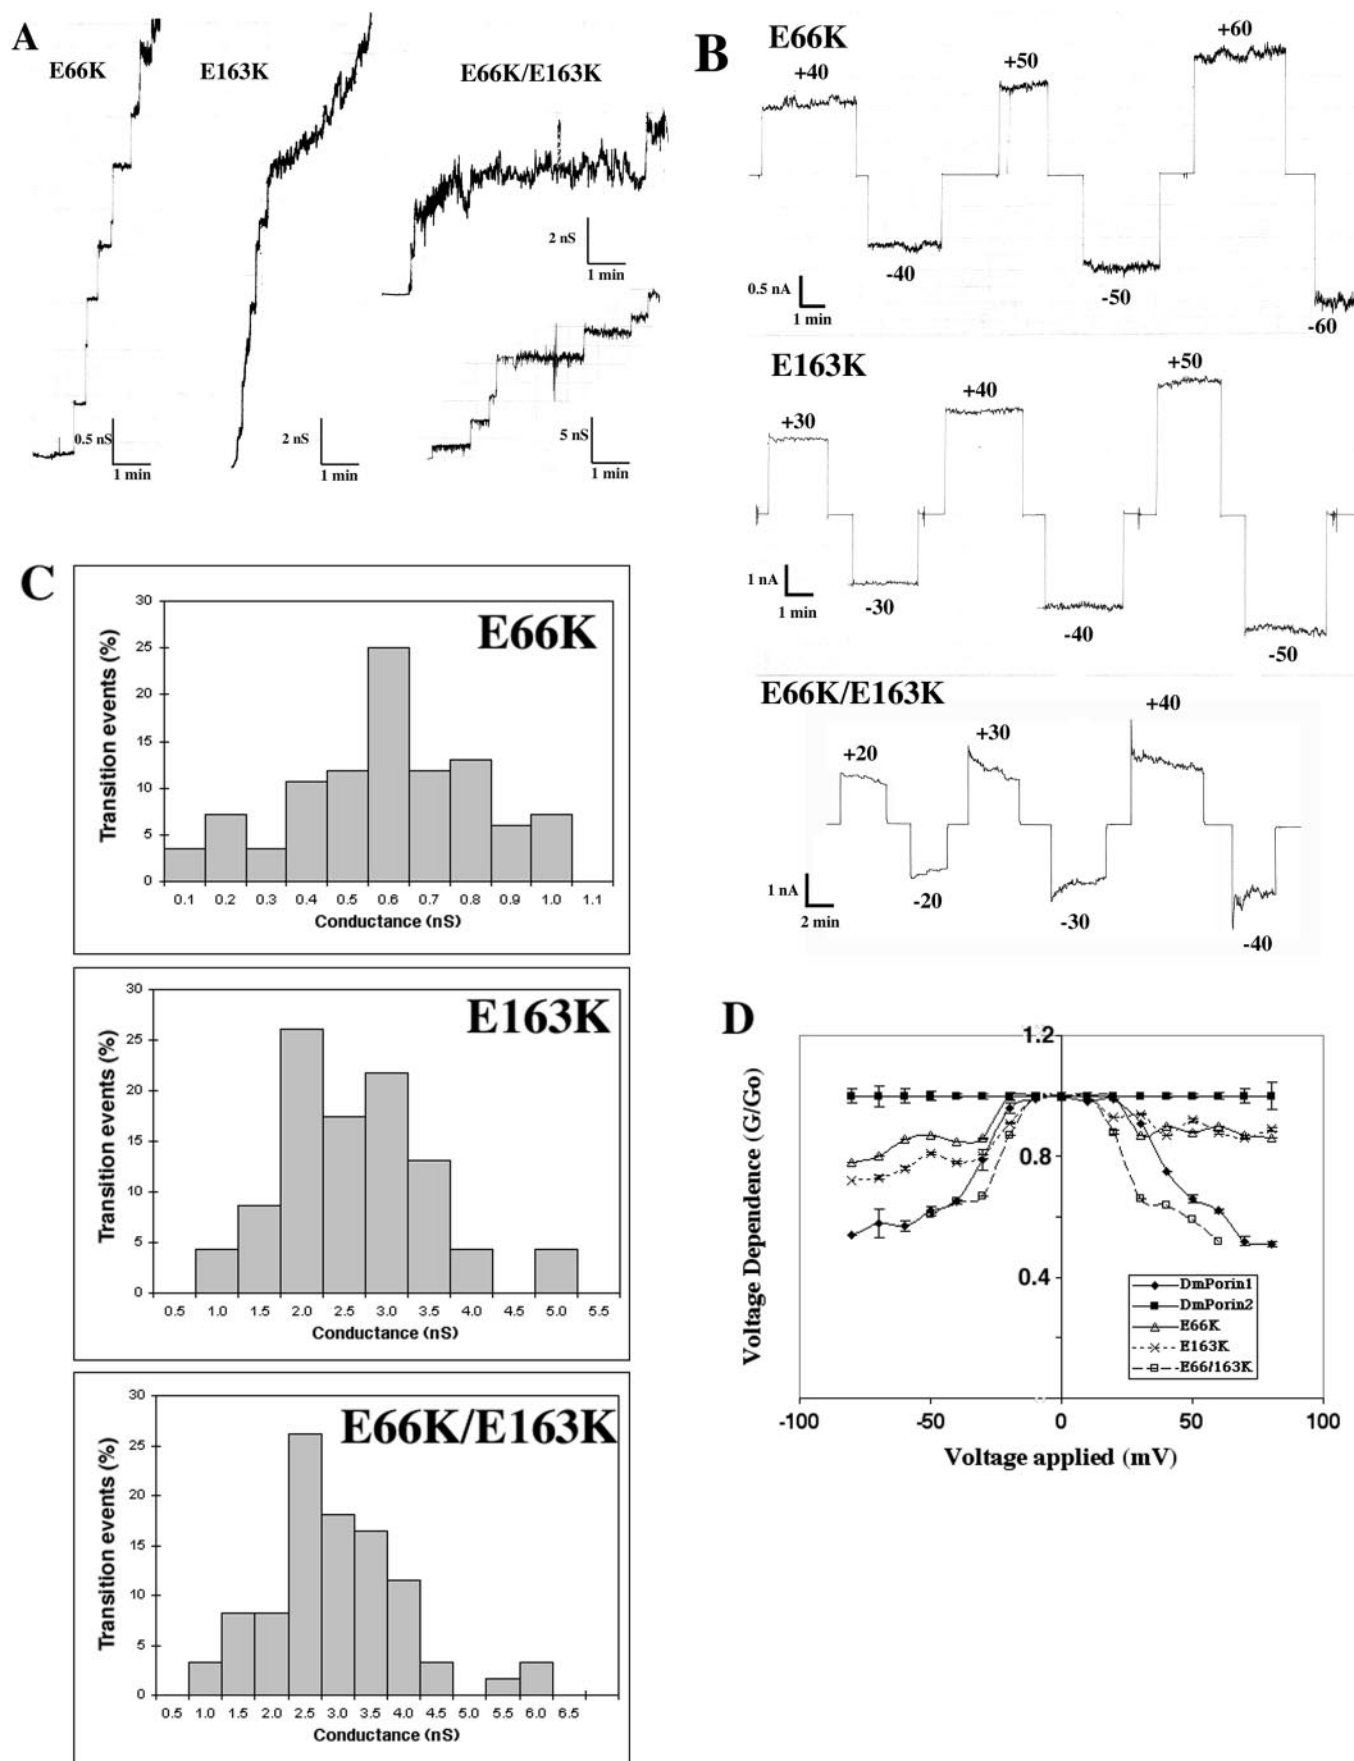 A
E66K
E163K
E66K/E163K
0.5 nS
1 min
2 nS
1 min
2 nS
1 min
5 nS
1 min
B
E66K
+40
-40
+50
-50
+60
-60
0.5 nA
1 min
E163K
+30
-30
+40
-40
+50
-50
1 nA
1 min
E66K/E163K
+20
-20
+30
-30
+40
-40
1 nA
2 min
C
E66K
Transition events (%)
30
25
20
15
10
5
0
0.1 0.2 0.3 0.4 0.5 0.6 0.7 0.8 0.9 1.0 1.1
Conductance (nS)
E163K
Transition events (%)
30
25
20
15
10
5
0
0.5 1.0 1.5 2.0 2.5 3.0 3.5 4.0 4.5 5.0 5.5
Conductance (nS)
E66K/E163K
Transition events (%)
30
25
20
15
10
5
0
0.5 1.0 1.5 2.0 2.5 3.0 3.5 4.0 4.5 5.5 6.0 6.5
Conductance (nS)
D
Voltage Dependence (G/Go)
1.2
0.8
0.4
DmPorin1
DmPorin2
E66K
E163K
E66/163K
-100 -50 0 50 100
Voltage applied (mV)